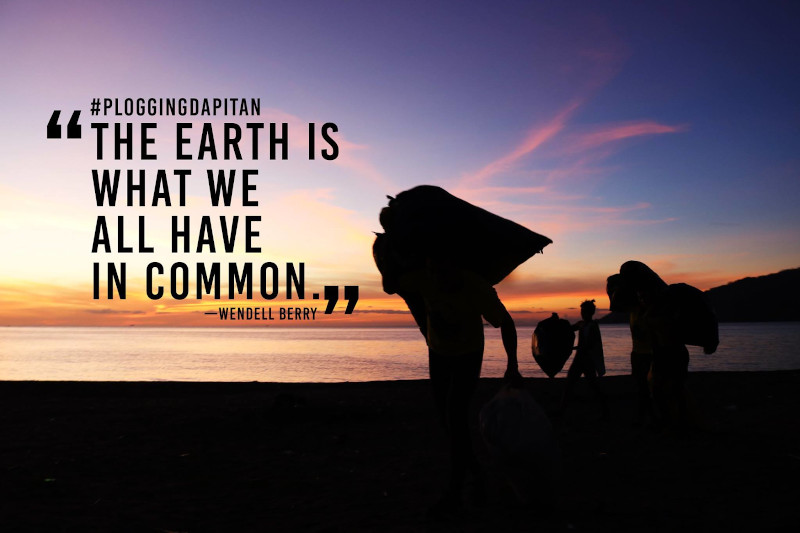 #PLOGGINGDAPITAN
“THE EARTH IS
WHAT WE
ALL HAVE
IN COMMON.”
—WENDELL BERRY